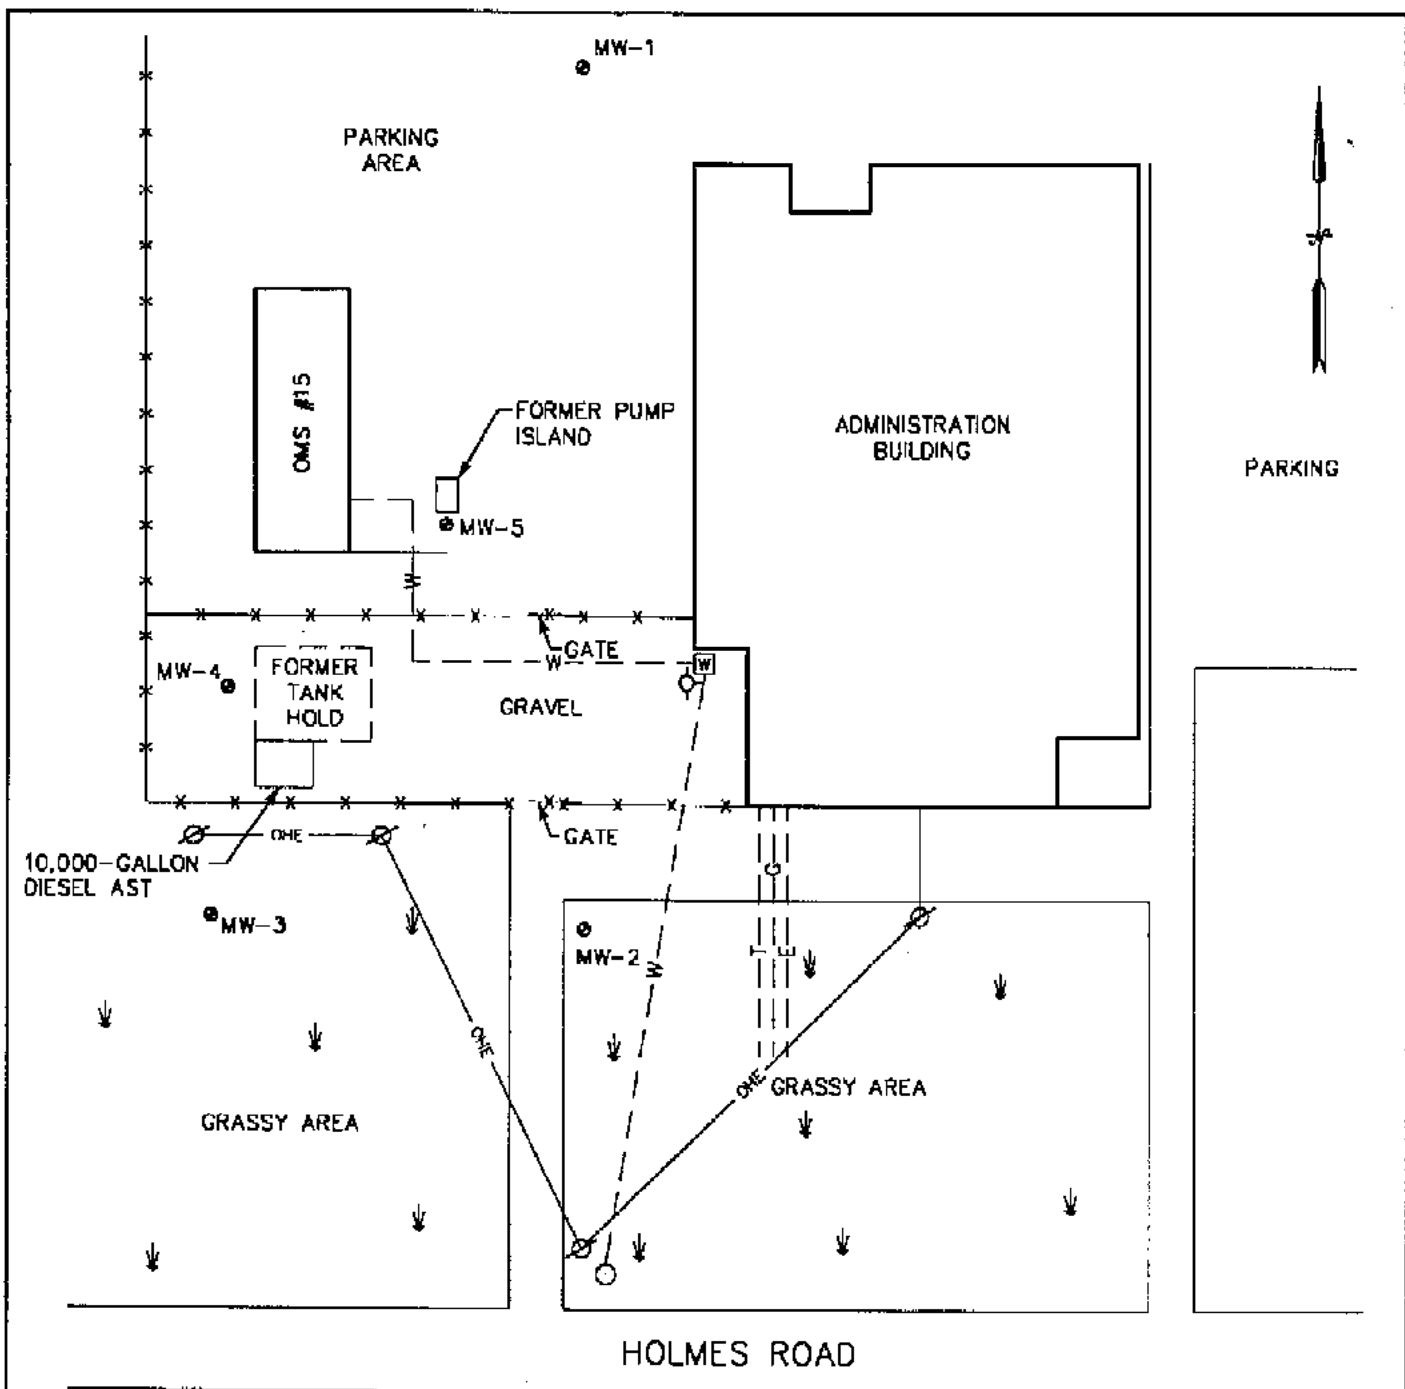 MW-1
PARKING
AREA
OMS #15
FORMER PUMP
ISLAND
MW-5
ADMINISTRATION
BUILDING
PARKING
W
GATE
W
W
MW-4
FORMER
TANK
HOLD
GRAVEL
OHE
GATE
10,000-GALLON
DIESEL AST
G
MW-3
MW-2
W
T
E
OHE
OHE
GRASSY AREA
GRASSY AREA
HOLMES ROAD